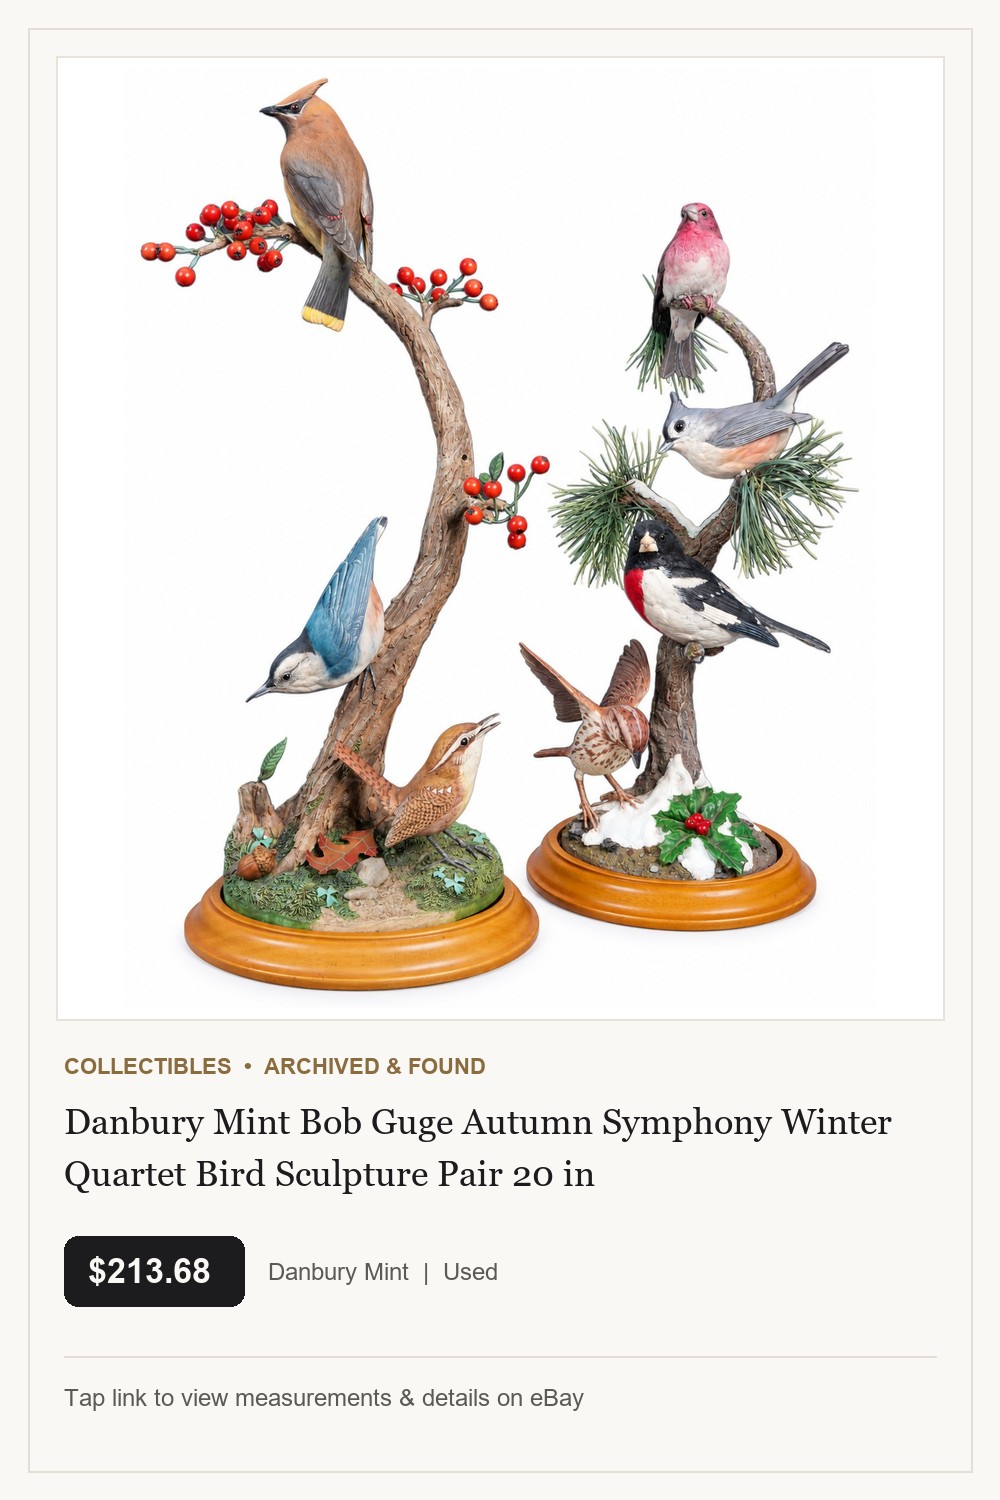 COLLECTIBLES • ARCHIVED & FOUND
Danbury Mint Bob Guge Autumn Symphony Winter
Quartet Bird Sculpture Pair 20 in
$213.68
Danbury Mint | Used
Tap link to view measurements & details on eBay